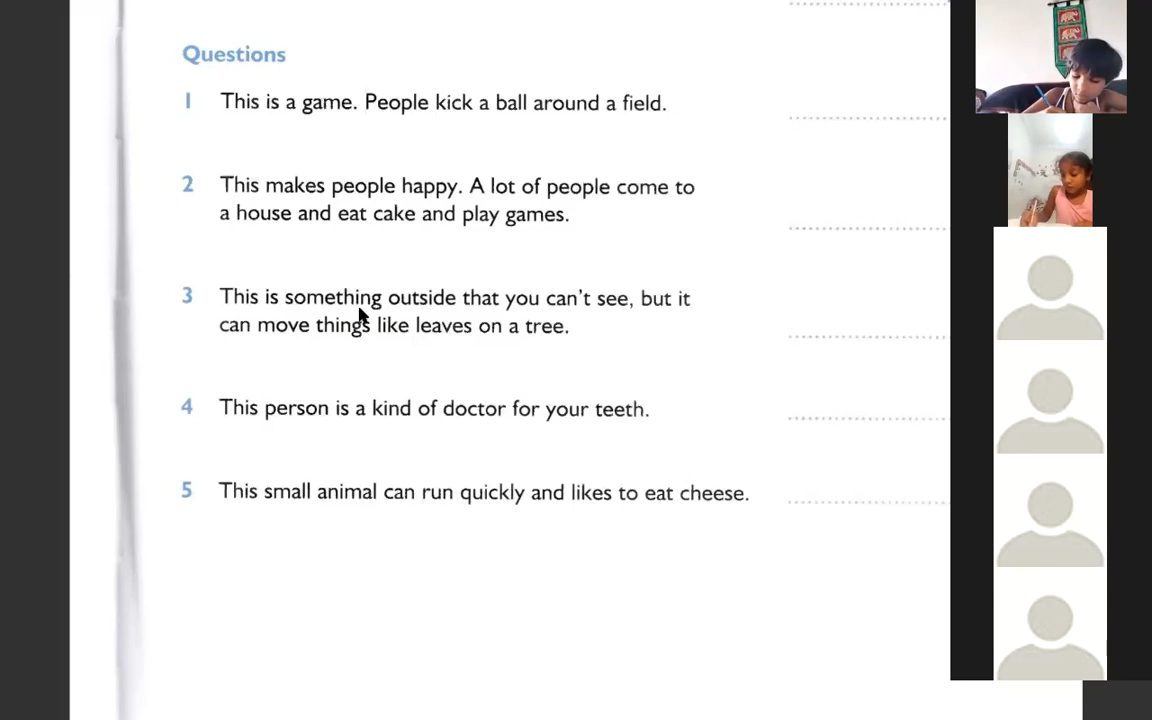 Questions
1 This is a game. People kick a ball around a field.
2 This makes people happy. A lot of people come to
a house and eat cake and play games.
3 This is something outside that you can't see, but it
can move things like leaves on a tree.
4 This person is a kind of doctor for your teeth.
5 This small animal can run quickly and likes to eat cheese.